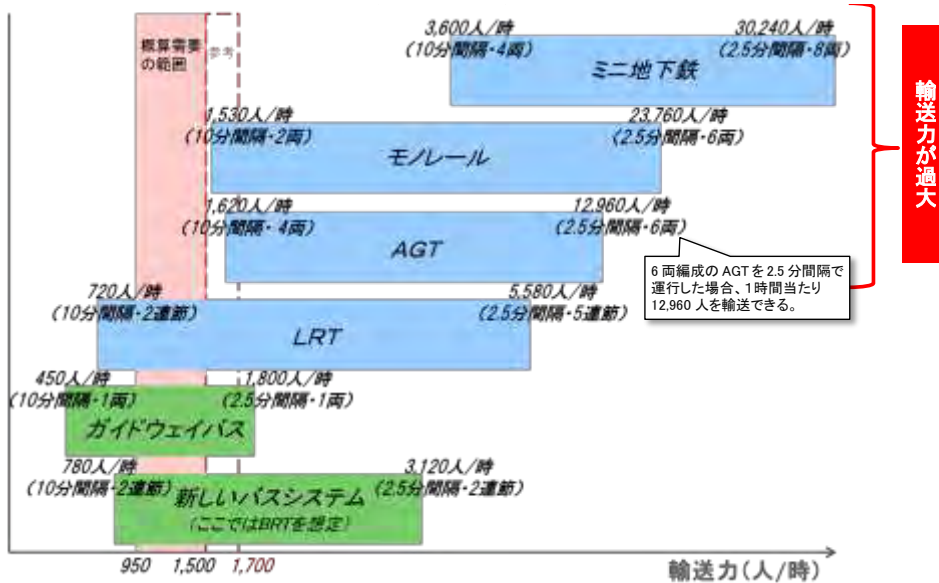 概算需要
の範囲
参考
3,600人/時
(10分間隔・4両)
30,240人/時
(2.5分間隔・8両)
ミニ地下鉄
1,530人/時
(10分間隔・2両)
23,760人/時
(2.5分間隔・6両)
モノレール
1,620人/時
(10分間隔・4両)
12,960人/時
(2.5分間隔・6両)
AGT
6両編成のAGTを2.5分間隔で
運行した場合、1時間当たり
12,960人を輸送できる。
輸送力が過大
720人/時
(10分間隔・2連節)
5,580人/時
(2.5分間隔・5連節)
LRT
450人/時
(10分間隔・1両)
1,800人/時
(2.5分間隔・1両)
ガイドウェイバス
780人/時
(10分間隔・2連節)
3,120人/時
(2.5分間隔・2連節)
新しいバスシステム
(ここではBRTを想定)
950 1,500 1,700
輸送力(人/時)